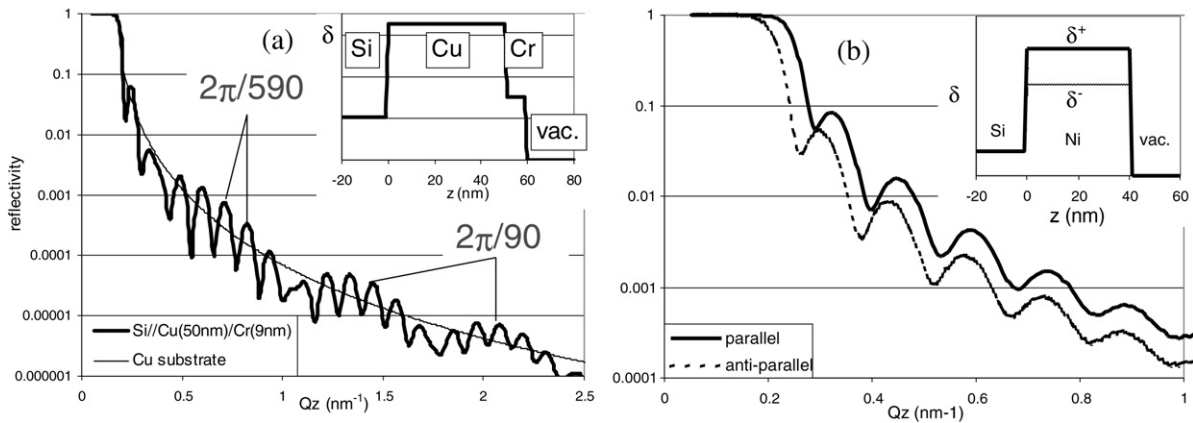 (a)
reflectivity
1
0.1
0.01
0.001
0.0001
0.00001
0.000001
0
0.5
1
1.5
2
2.5
Qz (nm⁻¹)
2π/590
2π/90
Si//Cu(50nm)/Cr(9nm)
Cu substrate
δ
Si
Cu
Cr
vac.
-20
0
20
40
60
80
z (nm)
(b)
1
0.1
0.01
0.001
0.0001
0
0.2
0.4
0.6
0.8
1
Qz (nm-1)
parallel
anti-parallel
δ
δ⁺
δ⁻
Si
Ni
vac.
-20
0
20
40
60
z (nm)